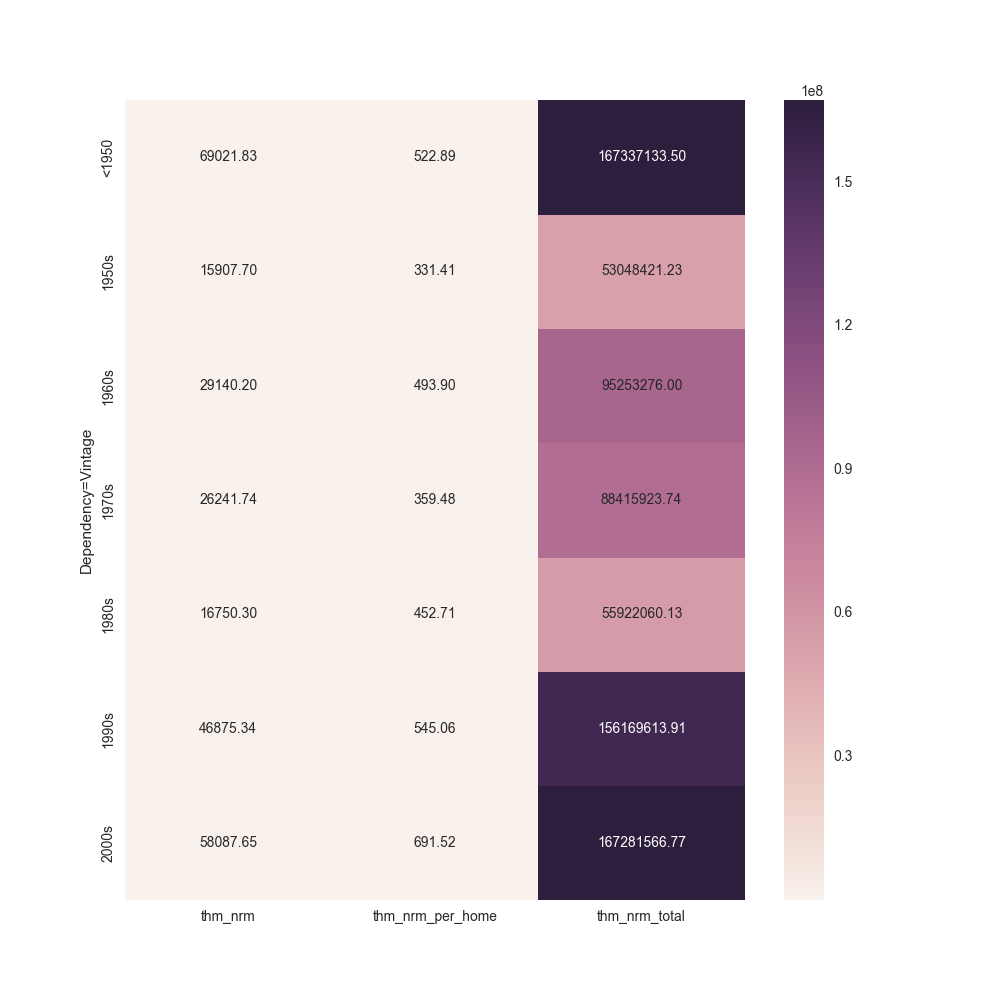 1e8
<1950 69021.83 522.89 167337133.50
1.5
1950s 15907.70 331.41 53048421.23
1.2
1960s 29140.20 493.90 95253276.00
0.9
Dependency=Vintage
1970s 26241.74 359.48 88415923.74
0.6
1980s 16750.30 452.71 55922060.13
1990s 46875.34 545.06 156169613.91
0.3
2000s 58087.65 691.52 167281566.77
thm_nrm thm_nrm_per_home thm_nrm_total